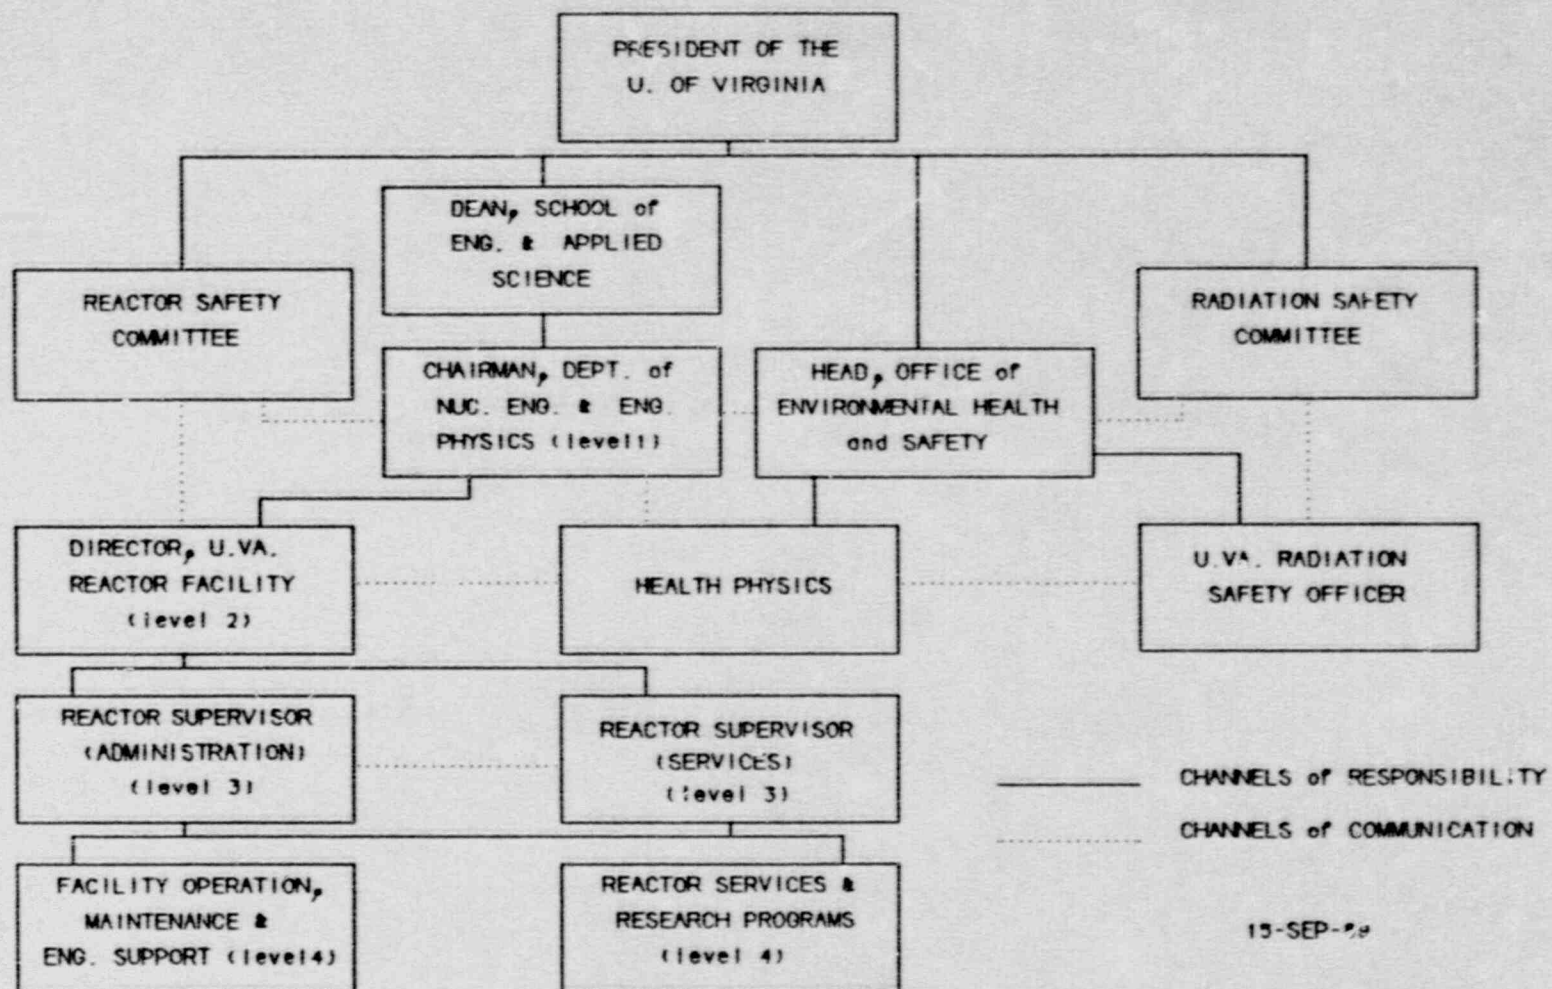 PRESIDENT OF THE
U. OF VIRGINIA
DEAN, SCHOOL of
ENG. & APPLIED
SCIENCE
REACTOR SAFETY
COMMITTEE
RADIATION SAFETY
COMMITTEE
CHAIRMAN, DEPT. of
NUC. ENG. & ENG.
PHYSICS (level1)
HEAD, OFFICE of
ENVIRONMENTAL HEALTH
and SAFETY
DIRECTOR, U.VA.
REACTOR FACILITY
(level 2)
HEALTH PHYSICS
U.VA. RADIATION
SAFETY OFFICER
REACTOR SUPERVISOR
(ADMINISTRATION)
(level 3)
REACTOR SUPERVISOR
(SERVICES)
(level 3)
CHANNELS of RESPONSIBILITY
CHANNELS of COMMUNICATION
FACILITY OPERATION,
MAINTENANCE &
ENG. SUPPORT (level4)
REACTOR SERVICES &
RESEARCH PROGRAMS
(level 4)